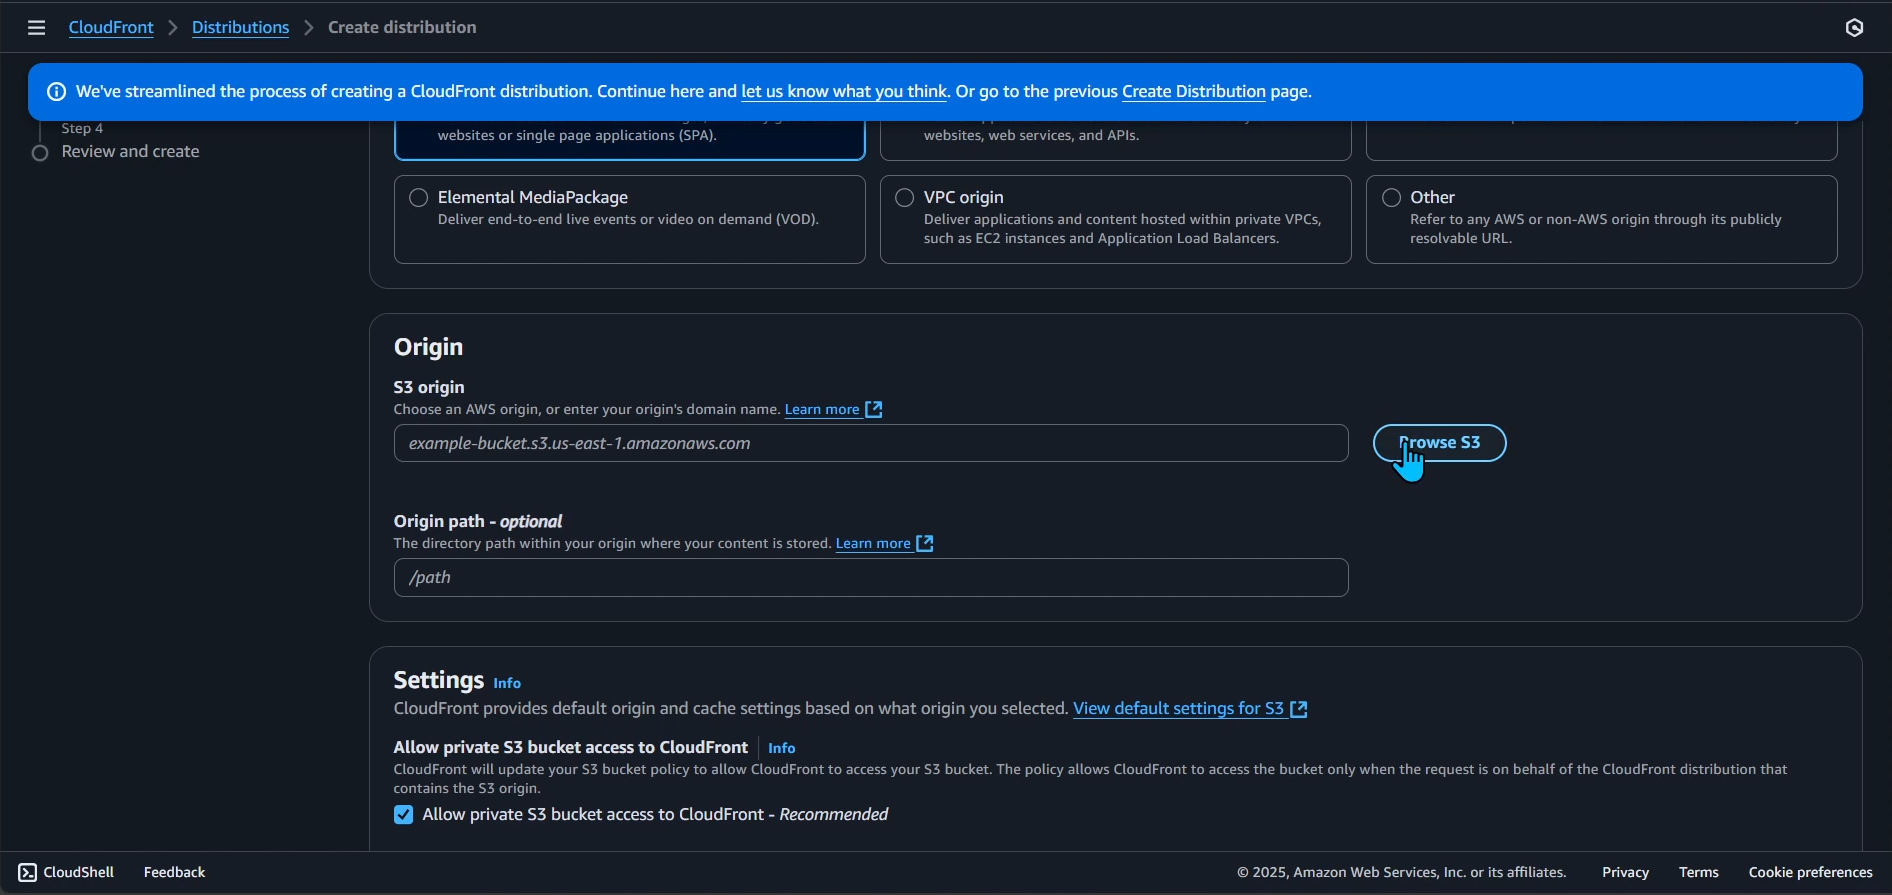 CloudFront
Distributions
Create distribution
We've streamlined the process of creating a CloudFront distribution. Continue here and let us know what you think. Or go to the previous Create Distribution page.
Step 4
Review and create
websites or single page applications (SPA).
websites, web services, and APIs.
Elemental MediaPackage
Deliver end-to-end live events or video on demand (VOD).
VPC origin
Deliver applications and content hosted within private VPCs,
such as EC2 instances and Application Load Balancers.
Other
Refer to any AWS or non-AWS origin through its publicly
resolvable URL.
Origin
S3 origin
Choose an AWS origin, or enter your origin's domain name. Learn more
example-bucket.s3.us-east-1.amazonaws.com
Browse S3
Origin path - optional
The directory path within your origin where your content is stored. Learn more
/path
Settings Info
CloudFront provides default origin and cache settings based on what origin you selected. View default settings for S3
Allow private S3 bucket access to CloudFront Info
CloudFront will update your S3 bucket policy to allow CloudFront to access your S3 bucket. The policy allows CloudFront to access the bucket only when the request is on behalf of the CloudFront distribution that
contains the S3 origin.
Allow private S3 bucket access to CloudFront - Recommended
CloudShell
Feedback
© 2025, Amazon Web Services, Inc. or its affiliates.
Privacy
Terms
Cookie preferences